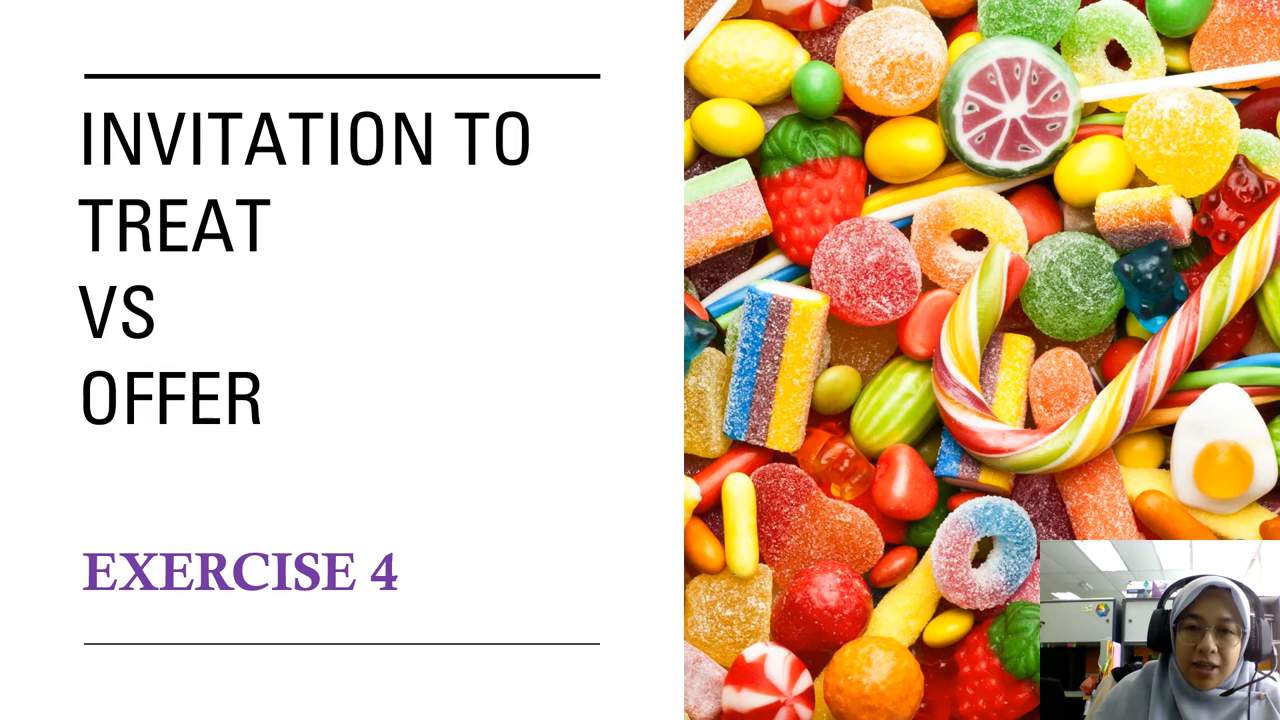 INVITATION TO
TREAT
VS
OFFER
EXERCISE 4